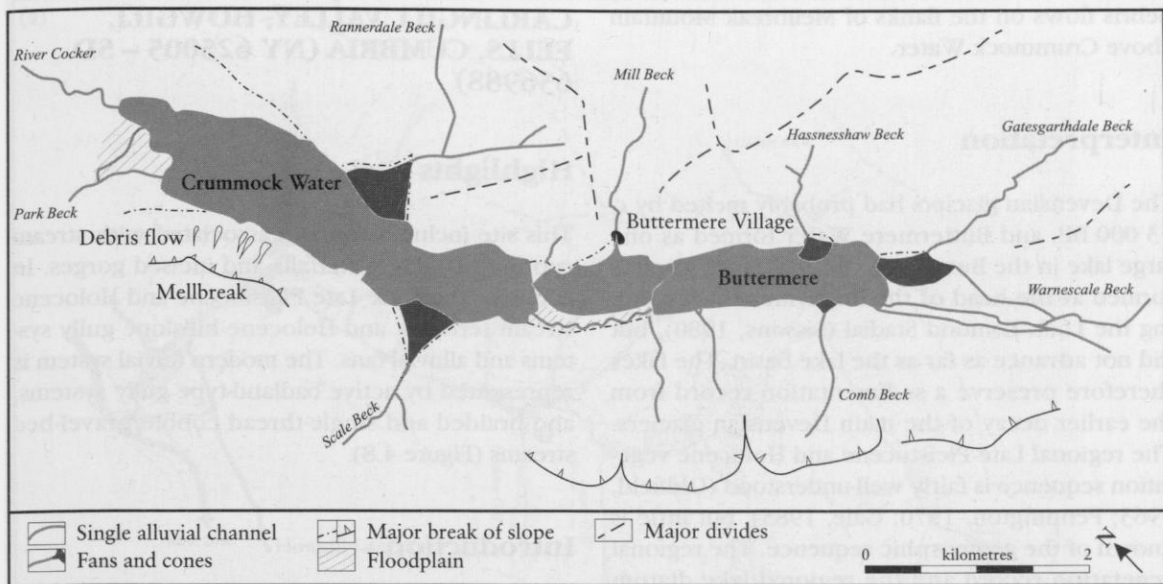 River Cocker
Rannerdale Beck
Mill Beck
Hassnesshaw Beck
Gatesgarthdale Beck
Crummock Water
Park Beck
Debris flow
Mellbreak
Buttermere Village
Buttermere
Warnescale Beck
Comb Beck
Scale Beck
Single alluvial channel
Major break of slope
Major divides
Fans and cones
Floodplain
0 kilometres 2
N